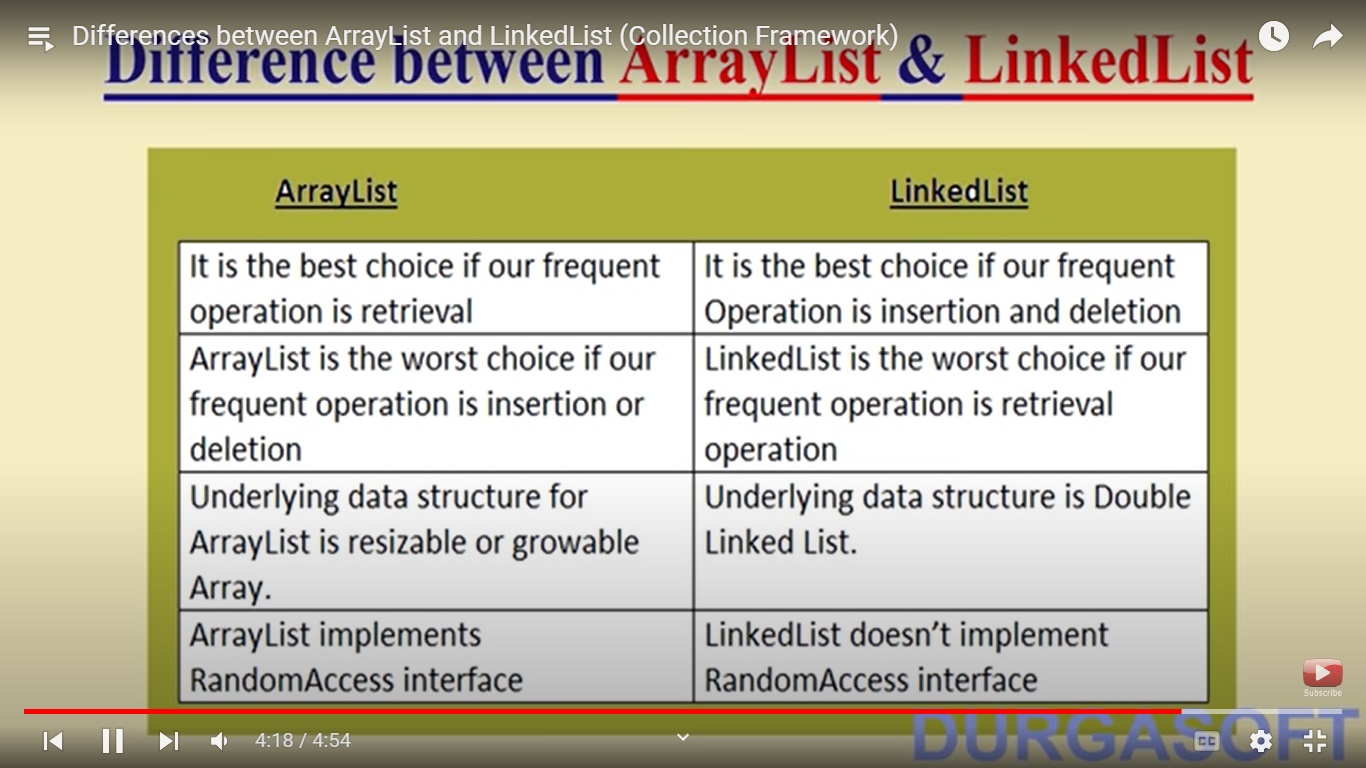 Differences between ArrayList and LinkedList (Collection Framework)
Difference between ArrayList & LinkedList
ArrayList
LinkedList
It is the best choice if our frequent
operation is retrieval
It is the best choice if our frequent
Operation is insertion and deletion
ArrayList is the worst choice if our
frequent operation is insertion or
deletion
LinkedList is the worst choice if our
frequent operation is retrieval
operation
Underlying data structure for
ArrayList is resizable or growable
Array.
Underlying data structure is Double
Linked List.
ArrayList implements
RandomAccess interface
LinkedList doesn’t implement
RandomAccess interface
Subscribe
DURGASOFT
4:18 / 4:54
CC